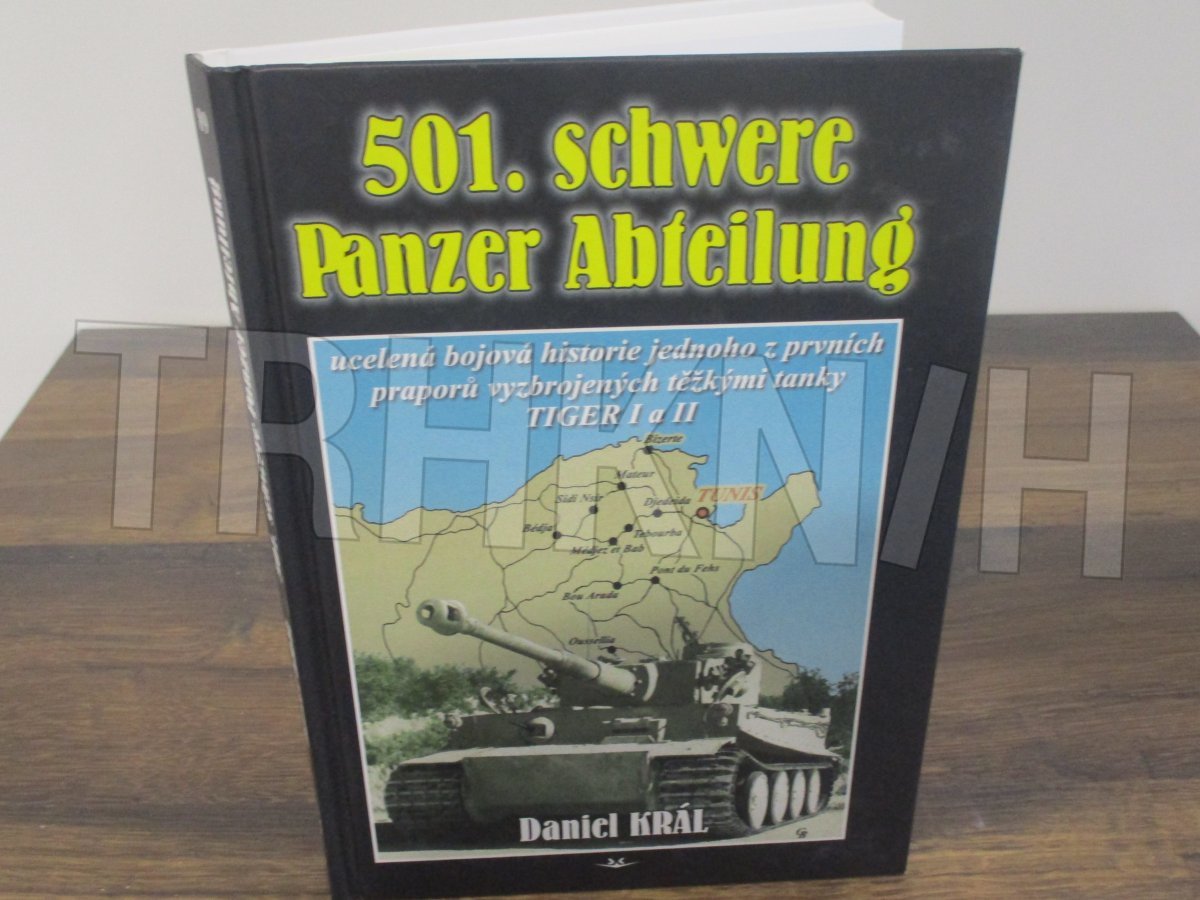 501. schwere
Panzer Abteilung
ucelená bojová historie jednoho z prvních
praporů vyzbrojených těžkými tanky
TIGER I a II
Bizerte
Mateur
Sidi Nsir
Djedeida
TUNIS
Bédja
Tebourba
Medjez et Bab
Pont du Fahs
Bou Arada
Ousseltia
Daniel KRÁL
TRHKNIH